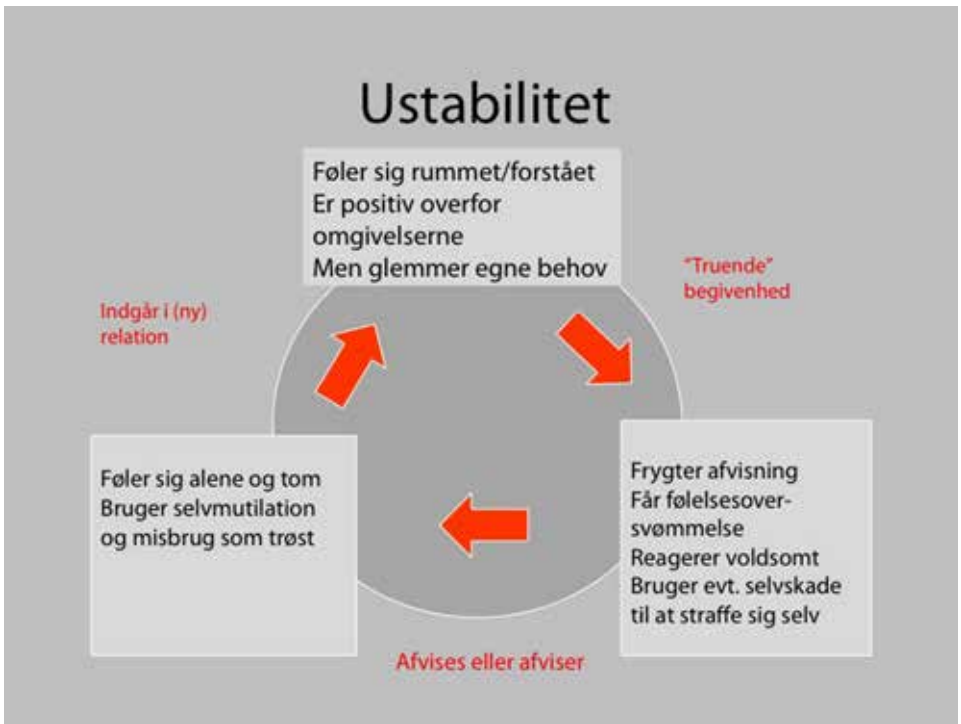 Ustabilitet
Føler sig rummet/forstået
Er positiv overfor
omgivelserne
Men glemmer egne behov
"Truende"
begivenhed
Frygter afvisning
Får følelsesover-
svømmelse
Reagerer voldsomt
Bruger evt. selvskade
til at straffe sig selv
Afvises eller afviser
Føler sig alene og tom
Bruger selvmutilation
og misbrug som trøst
Indgår i (ny)
relation